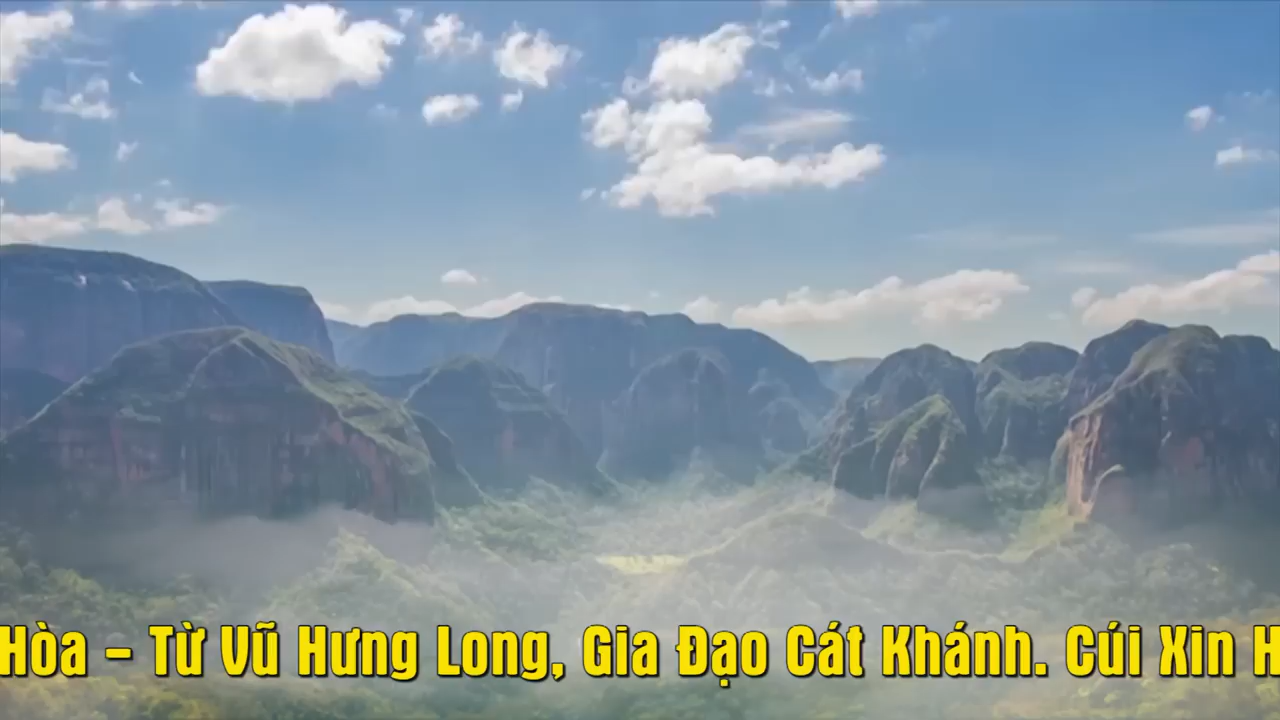 Hòa – Từ Vũ Hưng Long, Gia Đạo Cát Khánh. Cúi Xin H